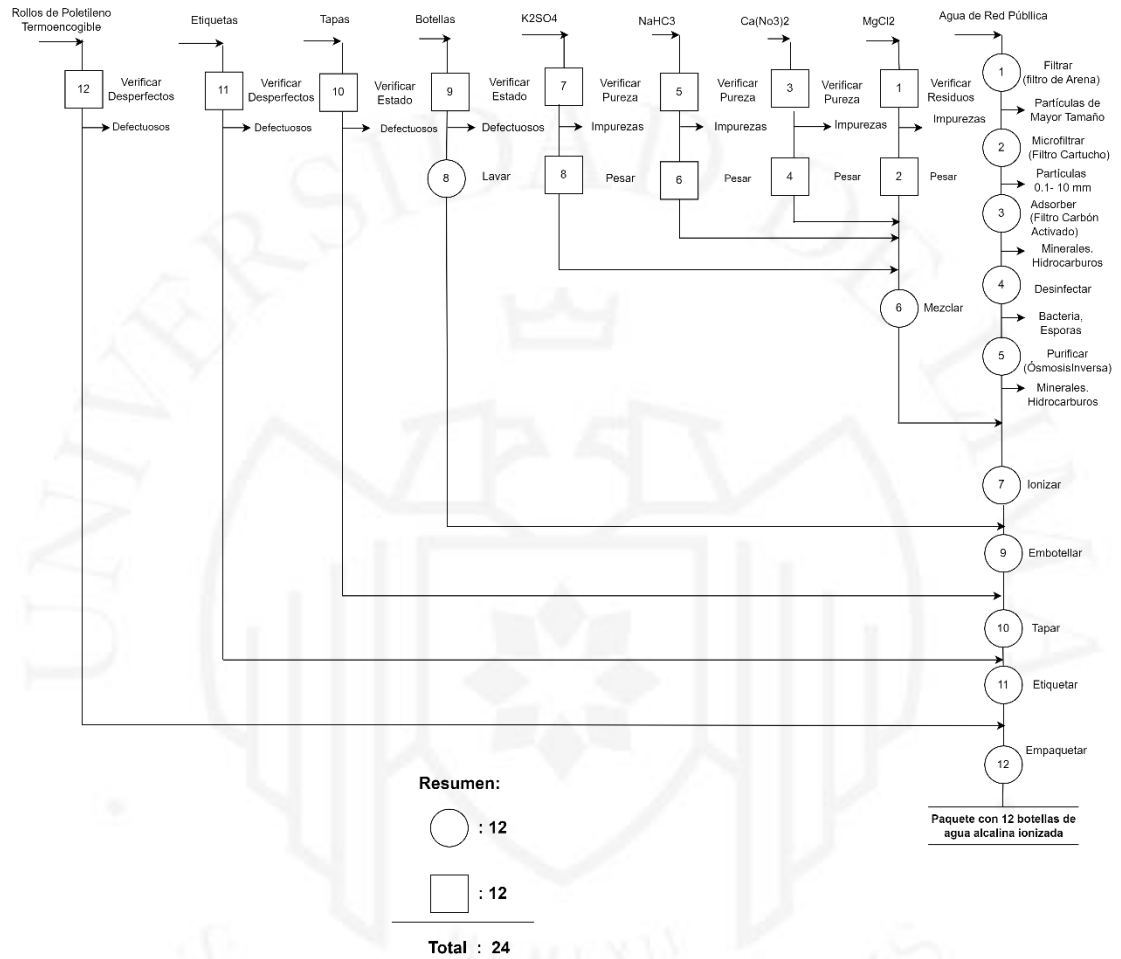 Rollos de Poletileno
Termoencogible
Etiquetas
Tapas
Botellas
K2SO4
NaHC3
Ca(No3)2
MgCl2
Agua de Red Públlica
12
Verificar
Desperfectos
Defectuosos
11
Verificar
Desperfectos
Defectuosos
10
Verificar
Estado
Defectuosos
9
Verificar
Estado
Defectuosos
8
Lavar
7
Verificar
Pureza
Impurezas
8
Pesar
5
Verificar
Pureza
Impurezas
6
Pesar
3
Verificar
Pureza
Impurezas
4
Pesar
1
Verificar
Residuos
Impurezas
2
Pesar
6
Mezclar
1
Filtrar
(filtro de Arena)
Partículas de
Mayor Tamaño
2
Microfiltrar
(Filtro Cartucho)
Partículas
0.1- 10 mm
3
Adsorber
(Filtro Carbón
Activado)
Minerales.
Hidrocarburos
4
Desinfectar
Bacteria,
Esporas
5
Purificar
(ÓsmosisInversa)
Minerales.
Hidrocarburos
7
Ionizar
9
Embotellar
10
Tapar
11
Etiquetar
12
Empaquetar
Paquete con 12 botellas de
agua alcalina ionizada
Resumen:
: 12
: 12
Total : 24
UNIVERSIDAD DE LIMA